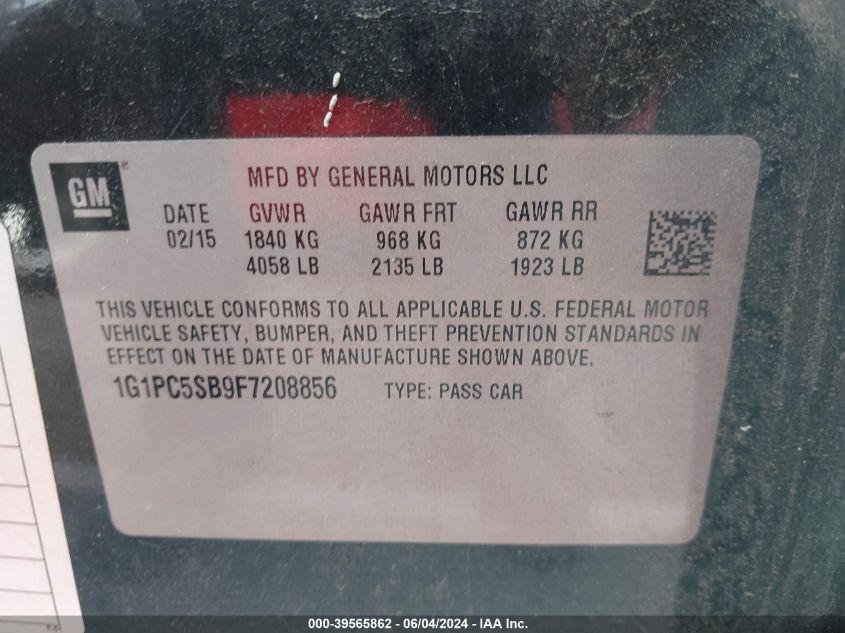 GM ®
MFD BY GENERAL MOTORS LLC
DATE GVWR GAWR FRT GAWR RR
02/15 1840 KG 968 KG 872 KG
4058 LB 2135 LB 1923 LB
THIS VEHICLE CONFORMS TO ALL APPLICABLE U.S. FEDERAL MOTOR
VEHICLE SAFETY, BUMPER, AND THEFT PREVENTION STANDARDS IN
EFFECT ON THE DATE OF MANUFACTURE SHOWN ABOVE.
1G1PC5SB9F7208856 TYPE: PASS CAR
000-39565862 - 06/04/2024 - IAA Inc.